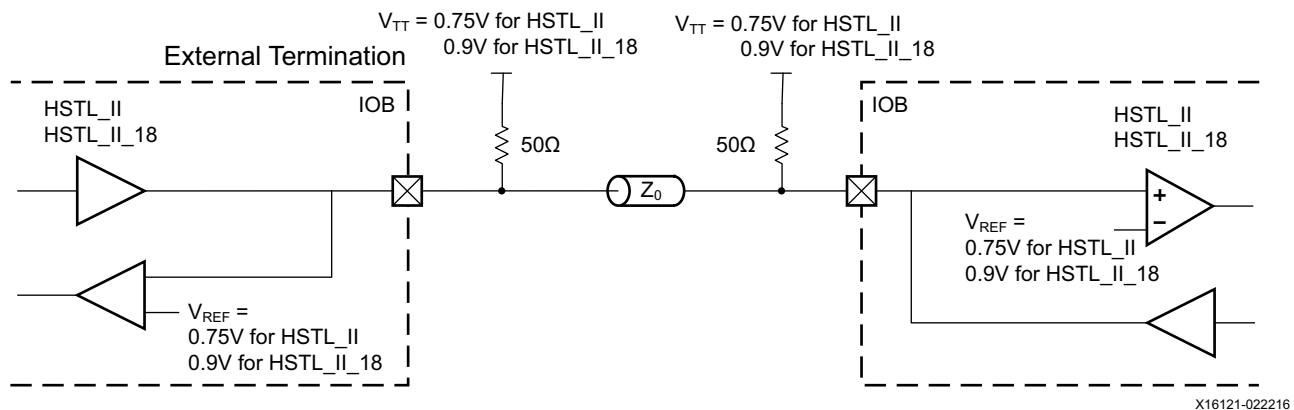 V_TT = 0.75V for HSTL_II
0.9V for HSTL_II_18
V_TT = 0.75V for HSTL_II
0.9V for HSTL_II_18
External Termination
IOB
HSTL_II
HSTL_II_18
50Ω
50Ω
IOB
HSTL_II
HSTL_II_18
Z_0
+
−
V_REF =
0.75V for HSTL_II
0.9V for HSTL_II_18
V_REF =
0.75V for HSTL_II
0.9V for HSTL_II_18
X16121-022216